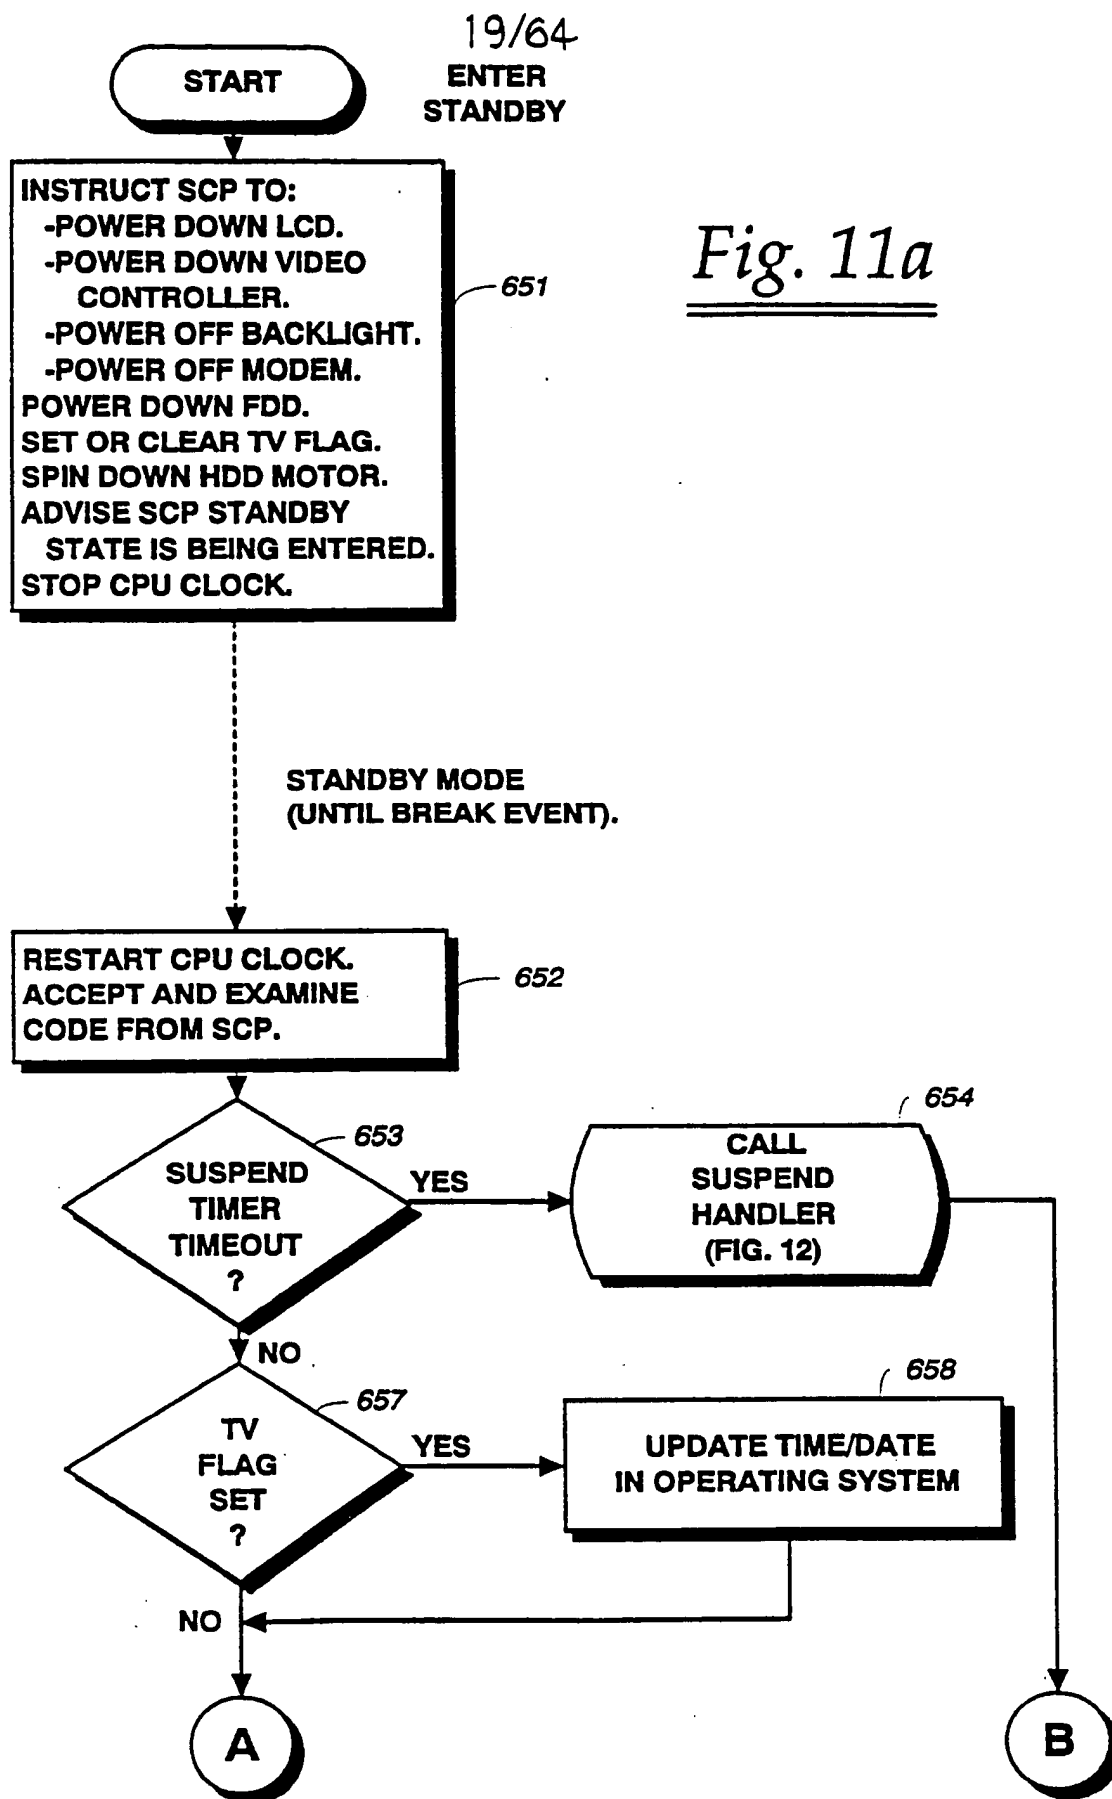 19/64
START
ENTER
STANDBY
INSTRUCT SCP TO:
-POWER DOWN LCD.
-POWER DOWN VIDEO
CONTROLLER.
-POWER OFF BACKLIGHT.
-POWER OFF MODEM.
POWER DOWN FDD.
SET OR CLEAR TV FLAG.
SPIN DOWN HDD MOTOR.
ADVISE SCP STANDBY
STATE IS BEING ENTERED.
STOP CPU CLOCK.
651
Fig. 11a
STANDBY MODE
(UNTIL BREAK EVENT).
RESTART CPU CLOCK.
ACCEPT AND EXAMINE
CODE FROM SCP.
652
653
SUSPEND
TIMER
TIMEOUT
?
YES
654
CALL
SUSPEND
HANDLER
(FIG. 12)
NO
657
TV
FLAG
SET
?
YES
658
UPDATE TIME/DATE
IN OPERATING SYSTEM
NO
A
B